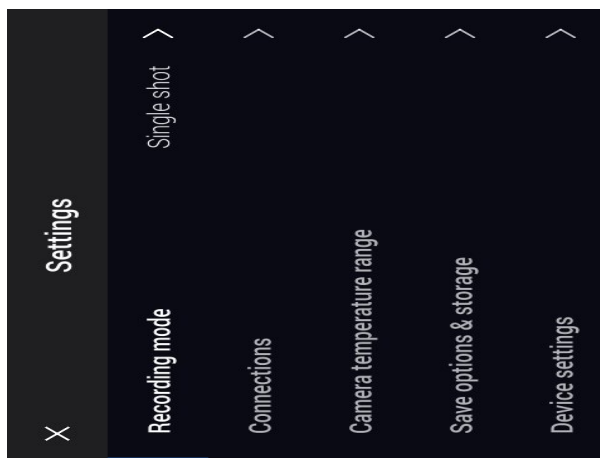 Settings
Recording mode Single shot
Connections
Camera temperature range
Save options & storage
Device settings